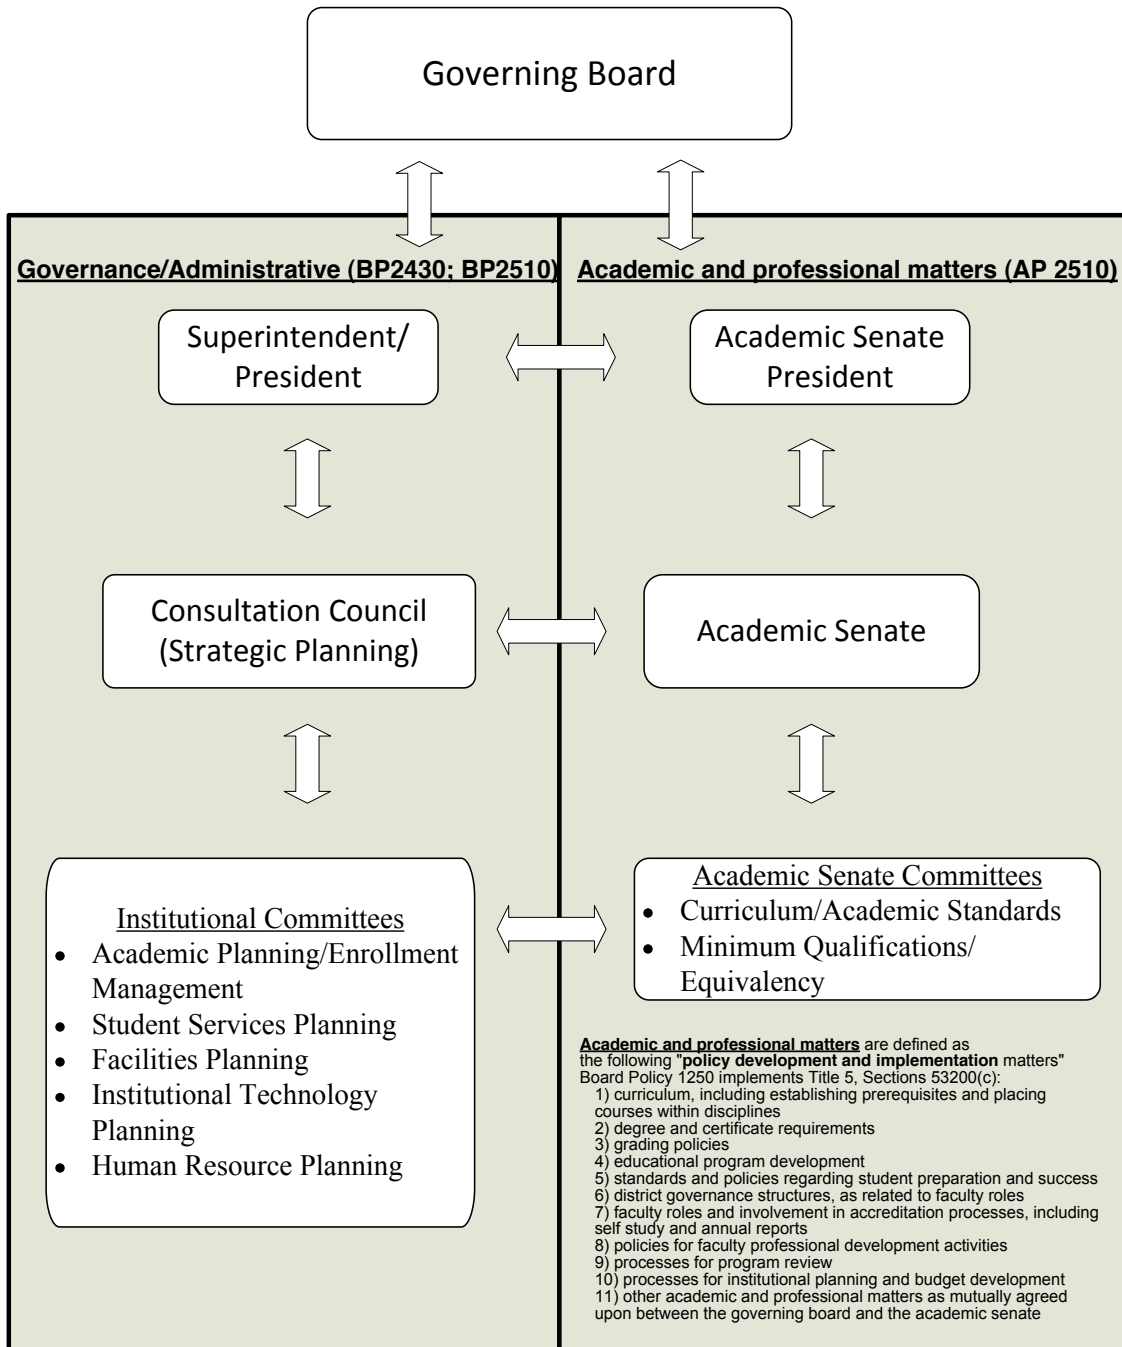 Governing Board
Governance/Administrative (BP2430; BP2510)
Superintendent/
President
Consultation Council
(Strategic Planning)
Institutional Committees
• Academic Planning/Enrollment
Management
• Student Services Planning
• Facilities Planning
• Institutional Technology
Planning
• Human Resource Planning
Academic and professional matters (AP 2510)
Academic Senate
President
Academic Senate
Academic Senate Committees
• Curriculum/Academic Standards
• Minimum Qualifications/
Equivalency
Academic and professional matters are defined as
the following "policy development and implementation matters"
Board Policy 1250 implements Title 5, Sections 53200(c):
1) curriculum, including establishing prerequisites and placing
courses within disciplines
2) degree and certificate requirements
3) grading policies
4) educational program development
5) standards and policies regarding student preparation and success
6) district governance structures, as related to faculty roles
7) faculty roles and involvement in accreditation processes, including
self study and annual reports
8) policies for faculty professional development activities
9) processes for program review
10) processes for institutional planning and budget development
11) other academic and professional matters as mutually agreed
upon between the governing board and the academic senate